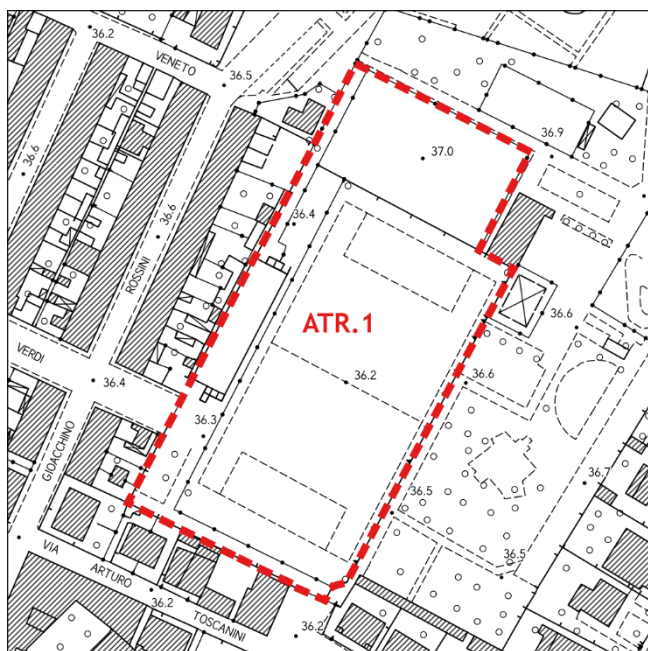 36.2
VENETO
36.5
36.9
37.0
36.6
36.6
36.4
ROSSINI
ATR.1
36.6
VERDI
36.4
36.2
36.6
36.3
GIOACCHINO
36.7
36.5
36.5
VIA
ARTURO
36.2
TOSCANINI
36.2